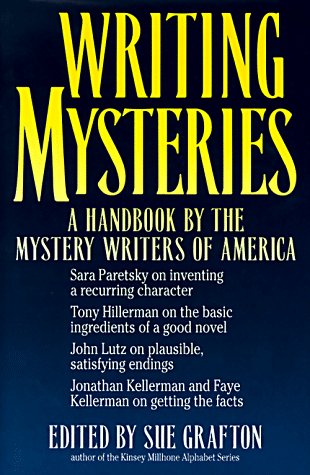 WRITING
MYSTERIES
A HANDBOOK BY THE
MYSTERY WRITERS OF AMERICA
Sara Paretsky on inventing
a recurring character
Tony Hillerman on the basic
ingredients of a good novel
John Lutz on plausible,
satisfying endings
Jonathan Kellerman and Faye
Kellerman on getting the facts
EDITED BY SUE GRAFTON
author of the Kinsey Millhone Alphabet Series